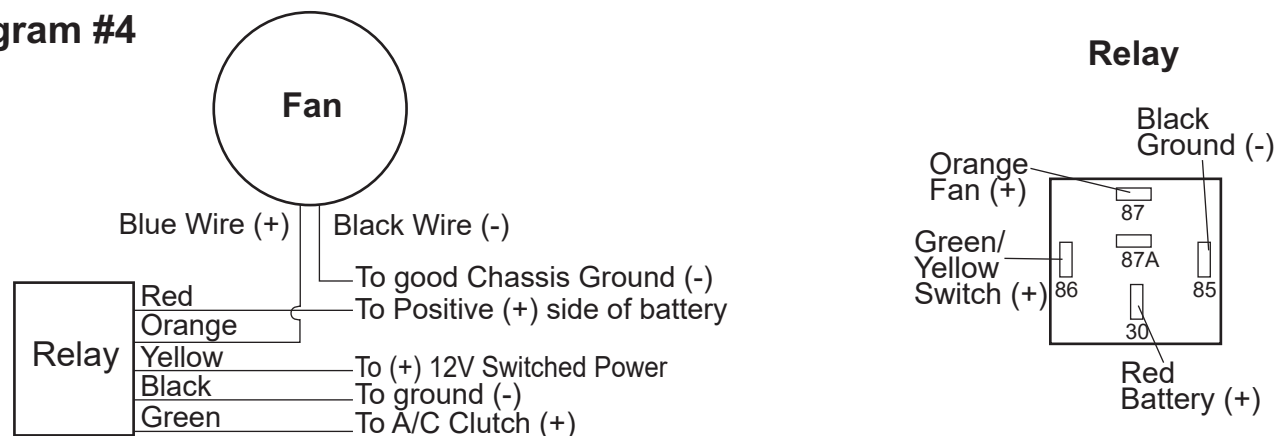 gram #4
Fan
Blue Wire (+)
Black Wire (-)
To good Chassis Ground (-)
Red
To Positive (+) side of battery
Orange
Relay
Yellow
To (+) 12V Switched Power
Black
To ground (-)
Green
To A/C Clutch (+)
Relay
Black
Ground (-)
Orange
Fan (+)
87
Green/
Yellow
Switch (+)
87A
86
85
30
Red
Battery (+)